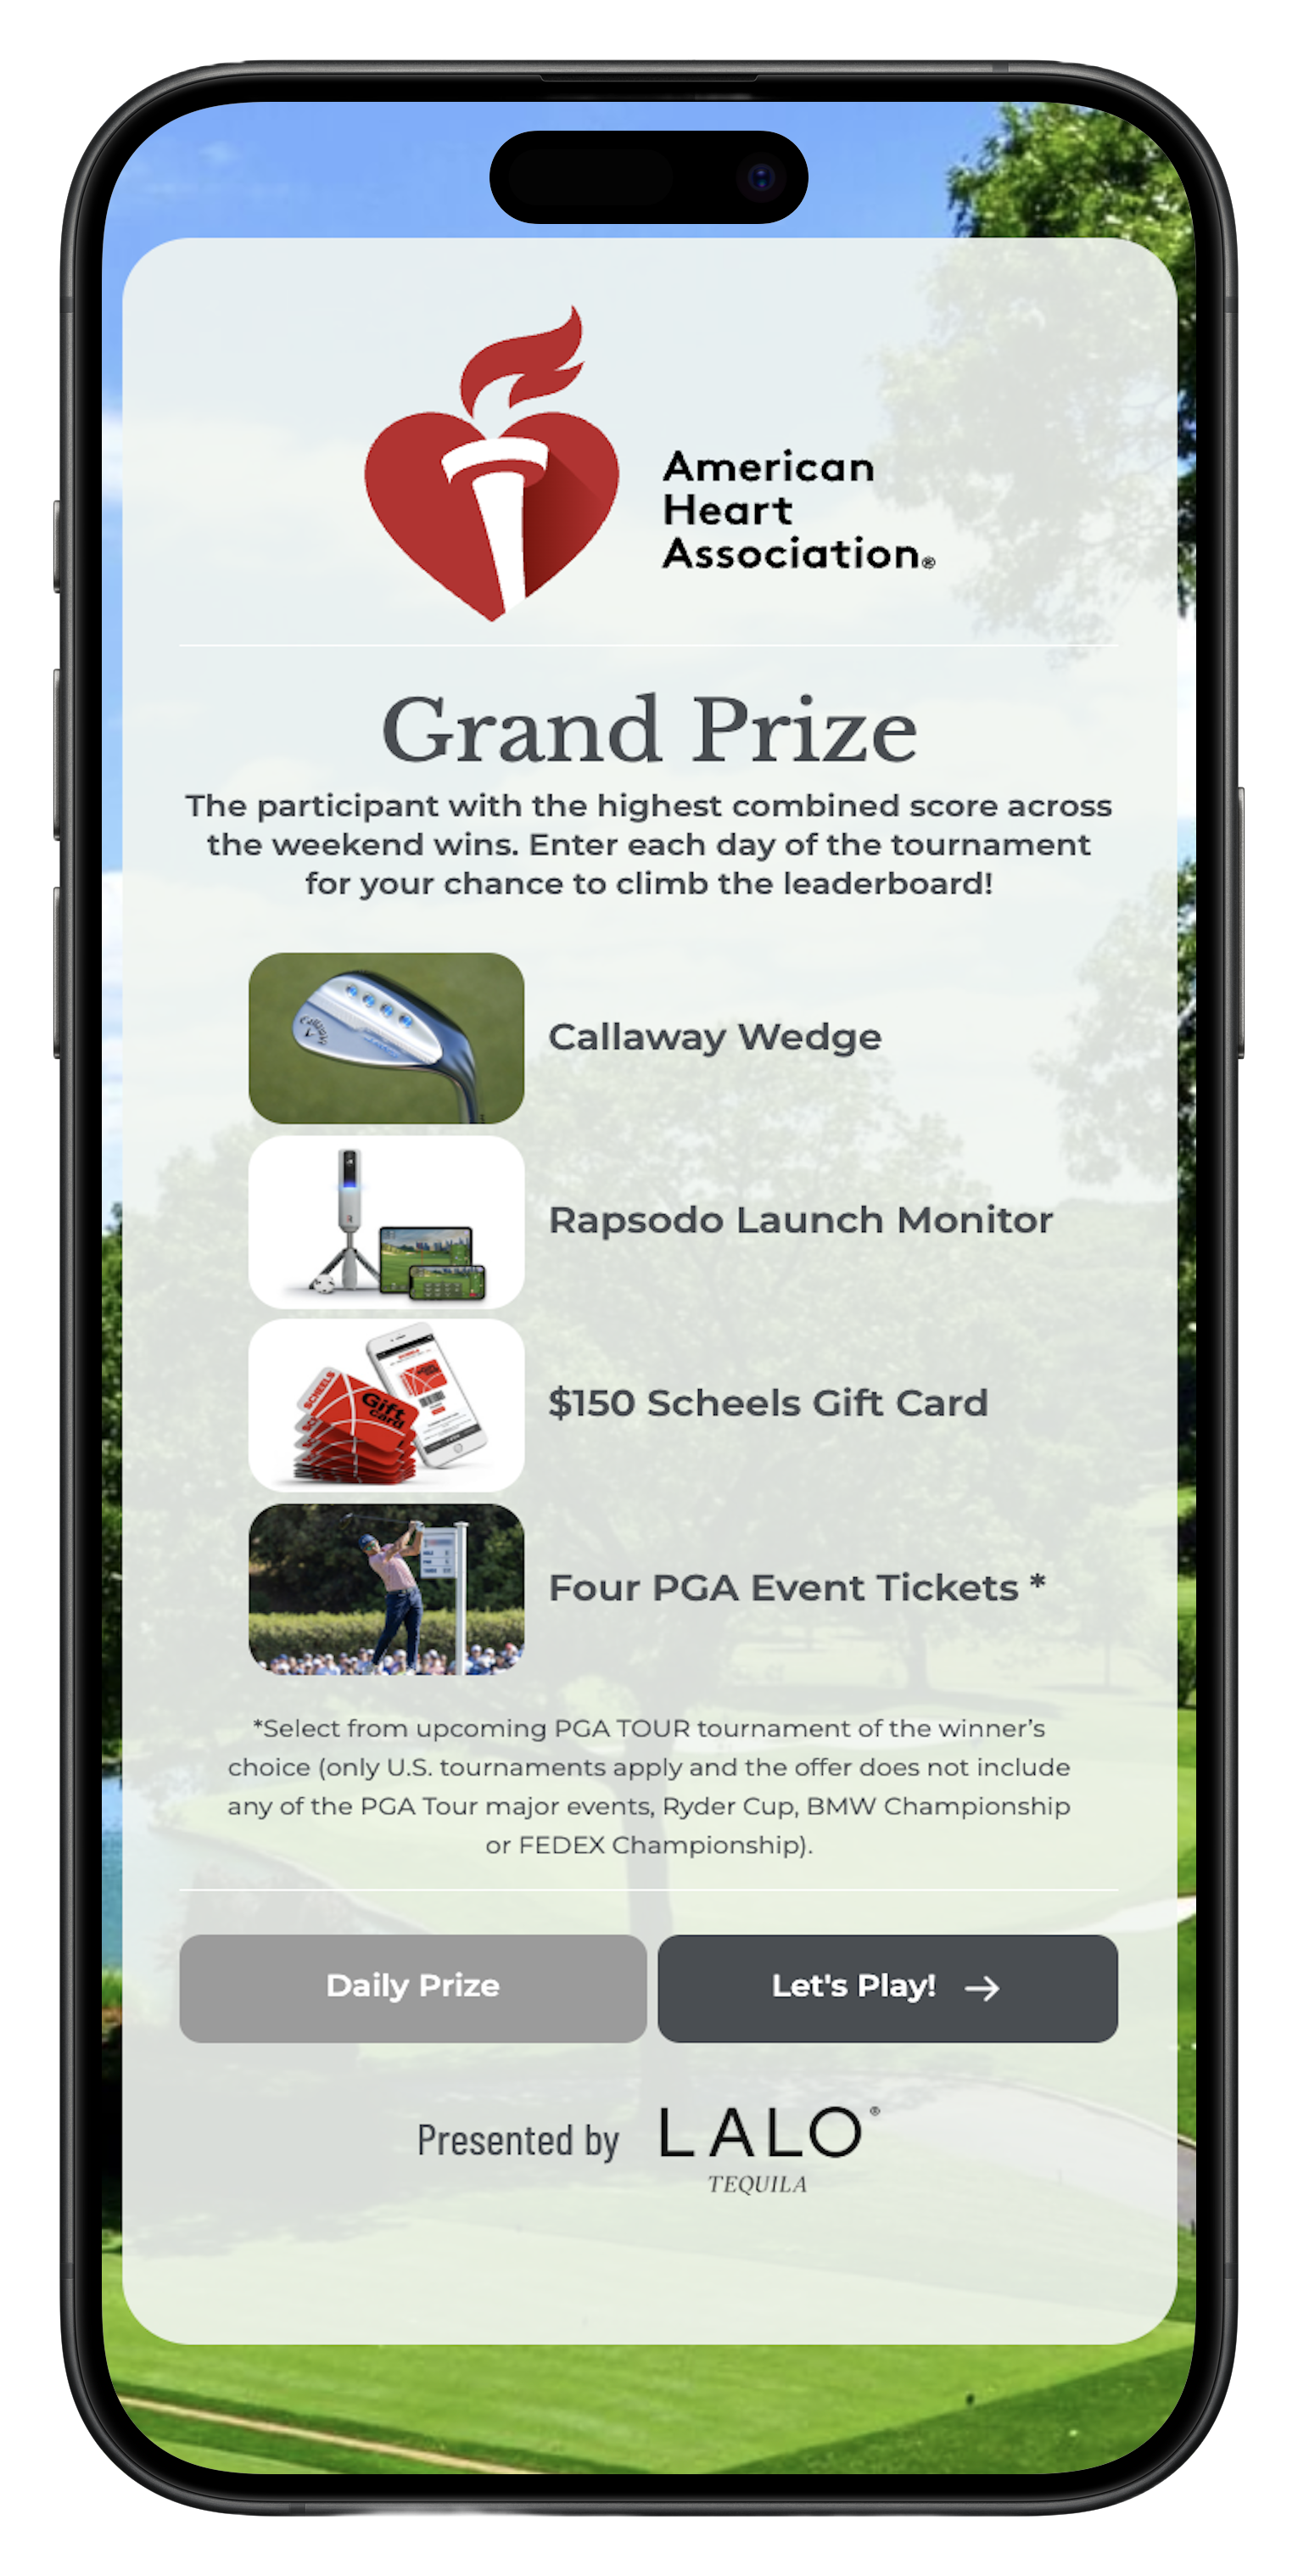 American
Heart
Association®
Grand Prize
The participant with the highest combined score across
the weekend wins. Enter each day of the tournament
for your chance to climb the leaderboard!
Callaway
Callaway Wedge
Rapsodo Launch Monitor
SCHEELS
Gift
Card
$150 Scheels Gift Card
Four PGA Event Tickets *
*Select from upcoming PGA TOUR tournament of the winner's
choice (only U.S. tournaments apply and the offer does not include
any of the PGA Tour major events, Ryder Cup, BMW Championship
or FEDEX Championship).
Daily Prize
Let's Play! →
Presented by
LALO®
TEQUILA